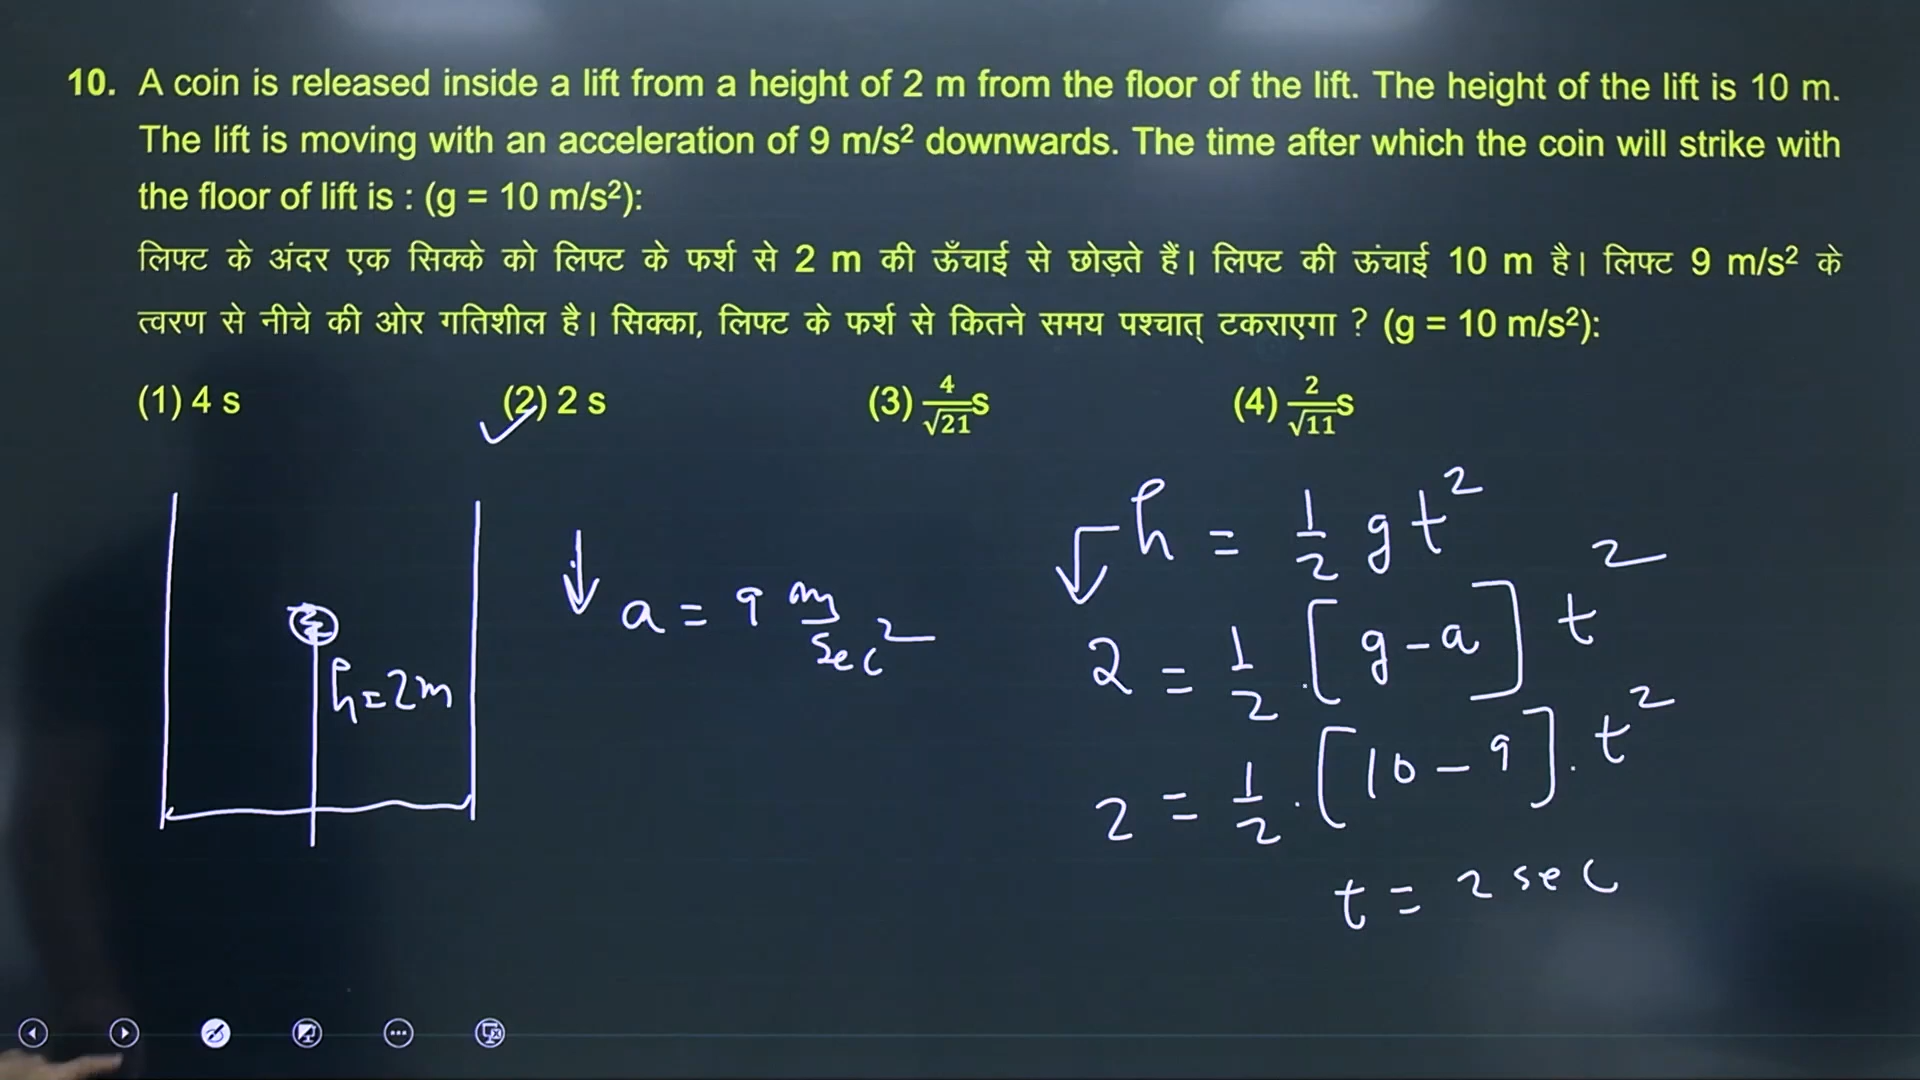 10. A coin is released inside a lift from a height of 2 m from the floor of the lift. The height of the lift is 10 m.
The lift is moving with an acceleration of 9 m/s² downwards. The time after which the coin will strike with
the floor of lift is : (g = 10 m/s²):
लिफ्ट के अंदर एक सिक्के को लिफ्ट के फर्श से 2 m की ऊँचाई से छोड़ते हैं। लिफ्ट की ऊंचाई 10 m है। लिफ्ट 9 m/s² के
त्वरण से नीचे की ओर गतिशील है। सिक्का, लिफ्ट के फर्श से कितने समय पश्चात् टकराएगा ? (g = 10 m/s²):
(1) 4 s (2) 2 s (3) 4/√21 s (4) 2/√11 s
h = 2m
a = 9 m/sec²
h = 1/2 g t²
2 = 1/2 . [g - a] t²
2 = 1/2 . [10 - 9] . t²
t = 2 sec